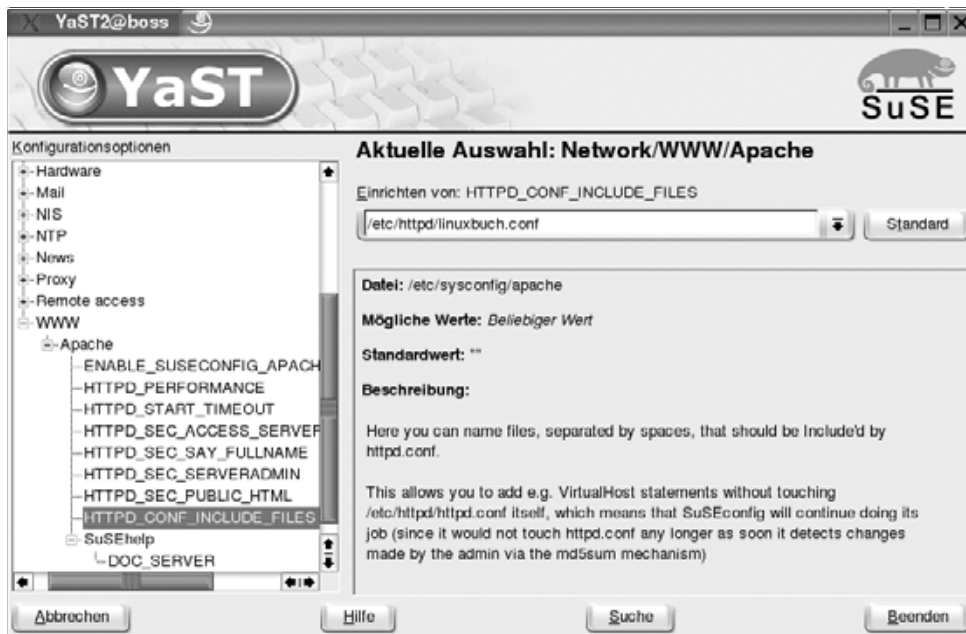 YaST2@boss
YaST
SuSE
Konfigurationsoptionen
Hardware
Mail
NIS
NTP
News
Proxy
Remote access
WWW
Apache
ENABLE_SUSECONFIG_APACH
HTTPD_PERFORMANCE
HTTPD_START_TIMEOUT
HTTPD_SEC_ACCESS_SERVER
HTTPD_SEC_SAY_FULLNAME
HTTPD_SEC_SERVERADMIN
HTTPD_SEC_PUBLIC_HTML
HTTPD_CONF_INCLUDE_FILES
SuSEhelp
DOC_SERVER
Aktuelle Auswahl: Network/WWW/Apache
Einrichten von: HTTPD_CONF_INCLUDE_FILES
/etc/httpd/linuxbuch.conf
Standard
Datei: /etc/sysconfig/apache
Mögliche Werte: Beliebiger Wert
Standardwert: ""
Beschreibung:
Here you can name files, separated by spaces, that should be Include'd by
httpd.conf.
This allows you to add e.g. VirtualHost statements without touching
/etc/httpd/httpd.conf itself, which means that SuSEconfig will continue doing its
job (since it would not touch httpd.conf any longer as soon it detects changes
made by the admin via the md5sum mechanism)
Abbrechen
Hilfe
Suche
Beenden